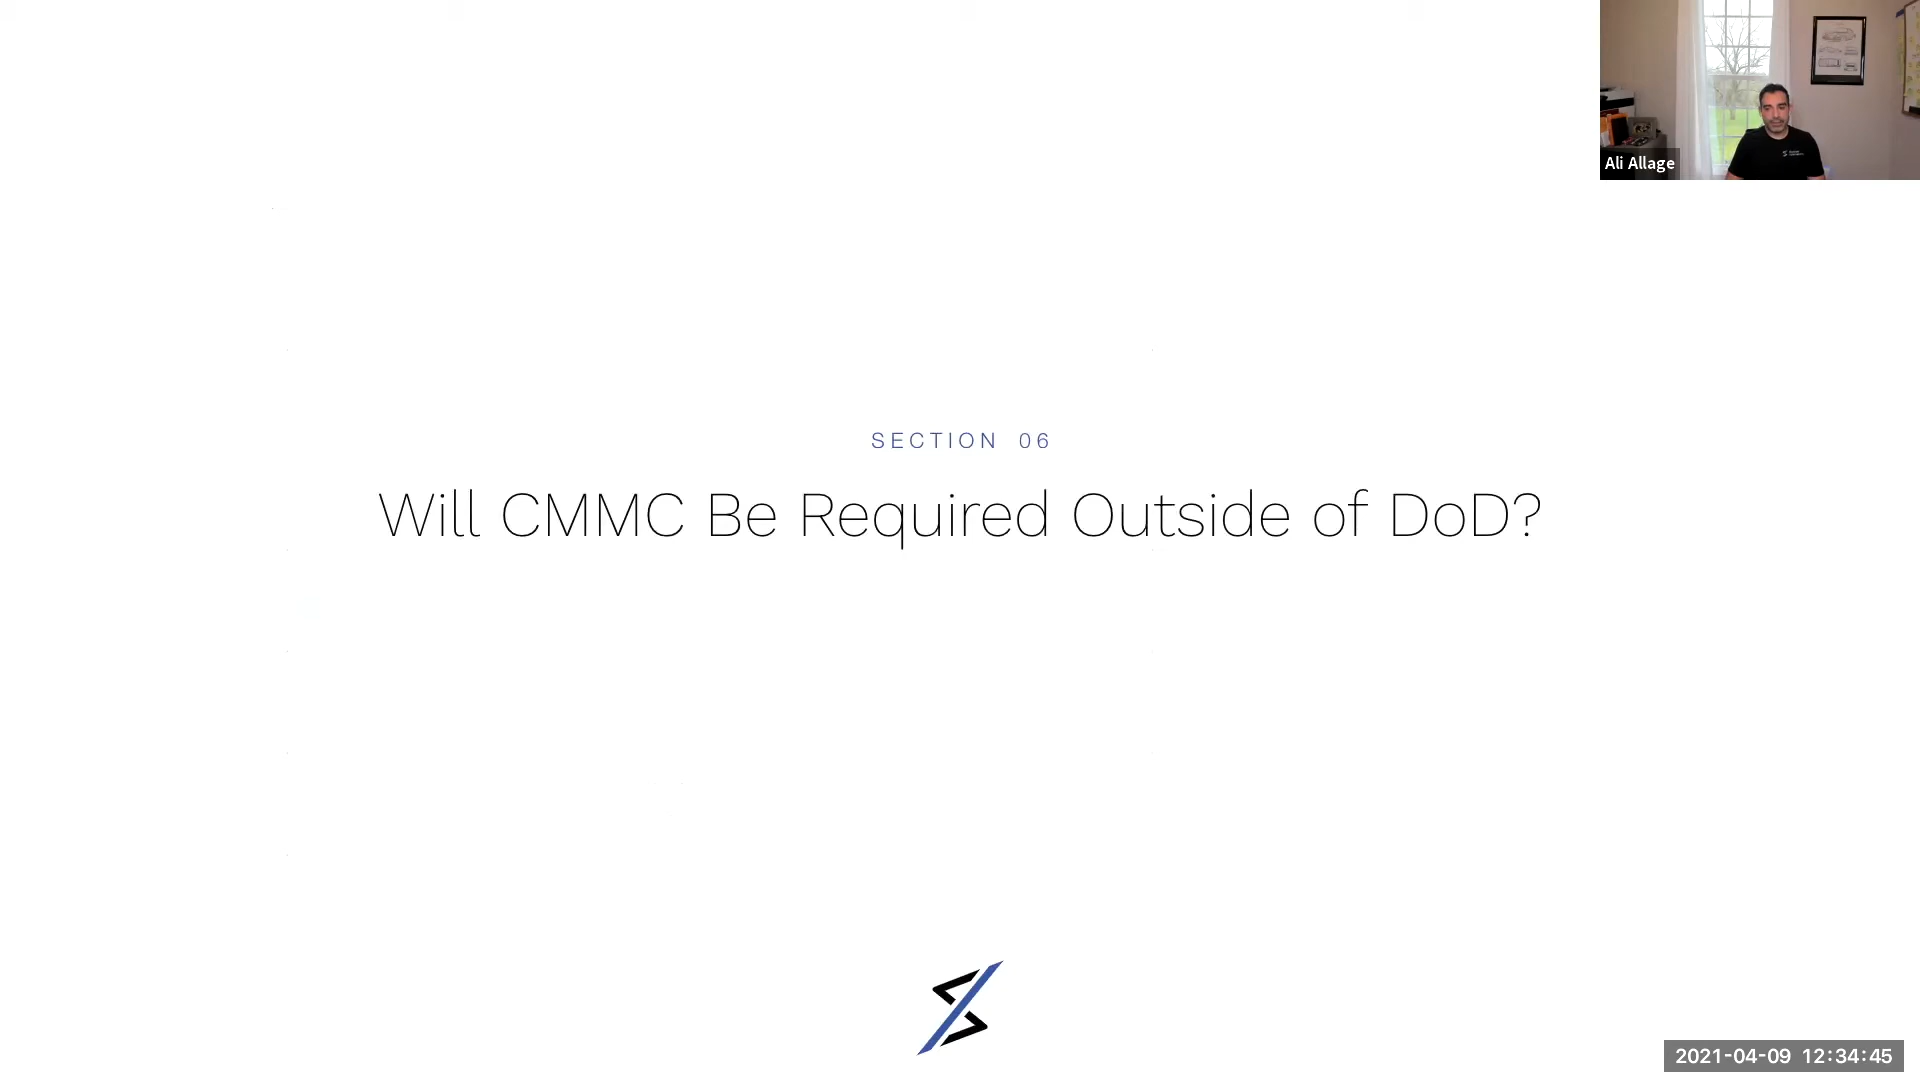 Ali Allage
SECTION 06
Will CMMC Be Required Outside of DoD?
2021-04-09 12:34:45